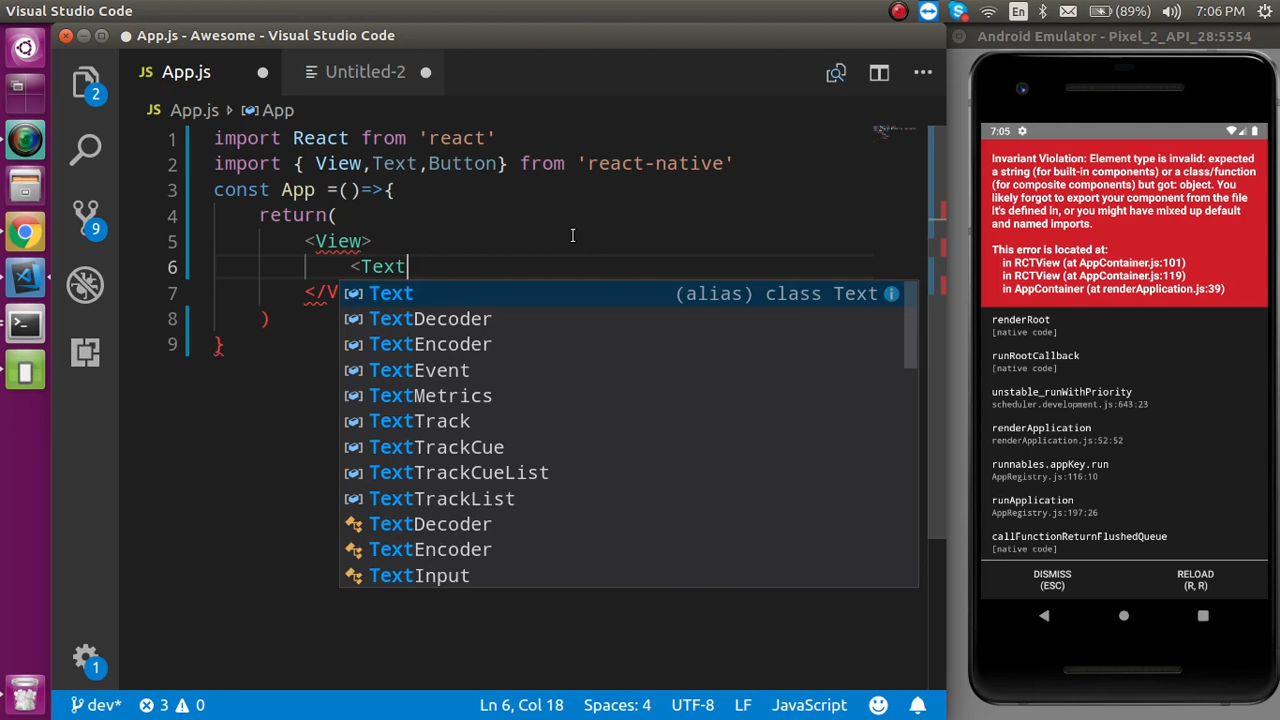 Visual Studio Code
En
(89%)
7:06 PM
App.js - Awesome - Visual Studio Code
Android Emulator - Pixel_2_API_28:5554
JS App.js
Untitled-2
JS App.js › App
1 import React from 'react'
2 import { View,Text,Button} from 'react-native'
3 const App =()=>{
4 return(
5 <View>
6 <Text
7 </V
8 )
9 }
Text (alias) class Text
TextDecoder
TextEncoder
TextEvent
TextMetrics
TextTrack
TextTrackCue
TextTrackCueList
TextTrackList
TextDecoder
TextEncoder
TextInput
2
9
1
dev*
3
0
Ln 6, Col 18
Spaces: 4
UTF-8
LF
JavaScript
7:05
Invariant Violation: Element type is invalid: expected
a string (for built-in components) or a class/function
(for composite components) but got: object. You
likely forgot to export your component from the file
it's defined in, or you might have mixed up default
and named imports.
This error is located at:
in RCTView (at AppContainer.js:101)
in RCTView (at AppContainer.js:119)
in AppContainer (at renderApplication.js:39)
renderRoot
[native code]
runRootCallback
[native code]
unstable_runWithPriority
scheduler.development.js:643:23
renderApplication
renderApplication.js:52:52
runnables.appKey.run
AppRegistry.js:116:10
runApplication
AppRegistry.js:197:26
callFunctionReturnFlushedQueue
[native code]
DISMISS
(ESC)
RELOAD
(R, R)